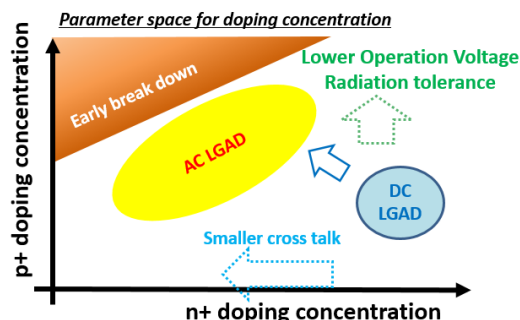 Parameter space for doping concentration
p+ doping concentration
Early break down
Lower Operation Voltage
Radiation tolerance
AC LGAD
DC
LGAD
Smaller cross talk
n+ doping concentration